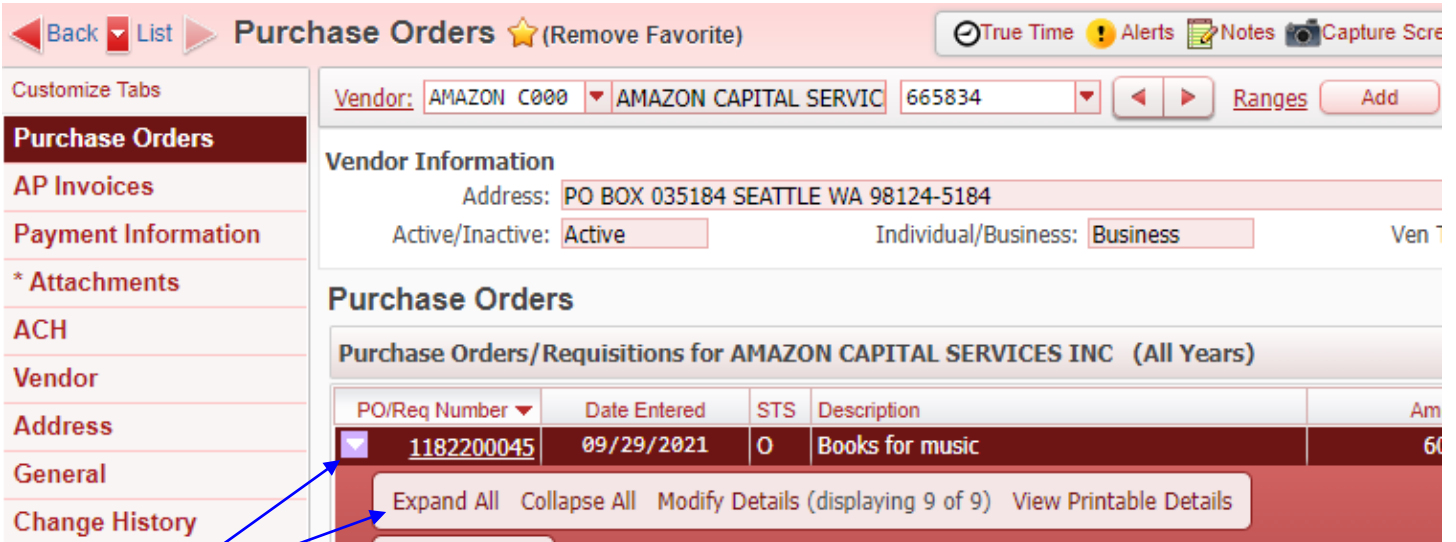 Back List Purchase Orders (Remove Favorite) True Time Alerts Notes Capture Scre
Customize Tabs
Purchase Orders
AP Invoices
Payment Information
* Attachments
ACH
Vendor
Address
General
Change History
Vendor: AMAZON C000 AMAZON CAPITAL SERVIC 665834 Ranges Add
Vendor Information
Address: PO BOX 035184 SEATTLE WA 98124-5184
Active/Inactive: Active Individual/Business: Business Ven T
Purchase Orders
Purchase Orders/Requisitions for AMAZON CAPITAL SERVICES INC (All Years)
PO/Req Number Date Entered STS Description Am
1182200045 09/29/2021 O Books for music 60
Expand All Collapse All Modify Details (displaying 9 of 9) View Printable Details